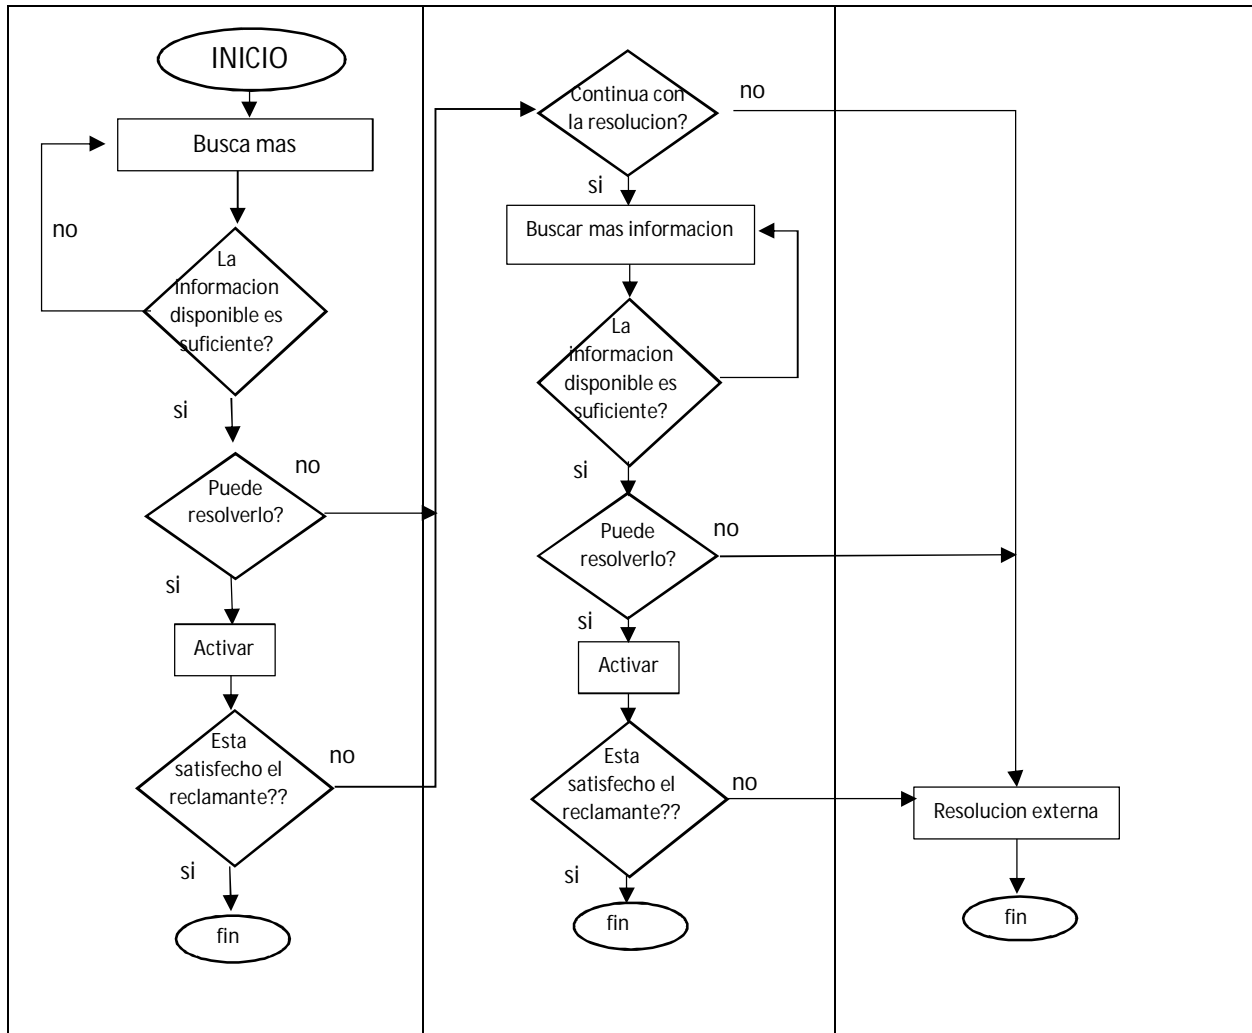 INICIO
Busca mas
no
La
informacion
disponible es
suficiente?
si
no
Puede
resolverlo?
si
Activar
Esta
satisfecho el
reclamante??
no
si
fin
Continua con
la resolucion?
no
si
Buscar mas informacion
La
informacion
disponible es
suficiente?
si
Puede
resolverlo?
no
si
Activar
Esta
satisfecho el
reclamante??
no
si
fin
Resolucion externa
fin